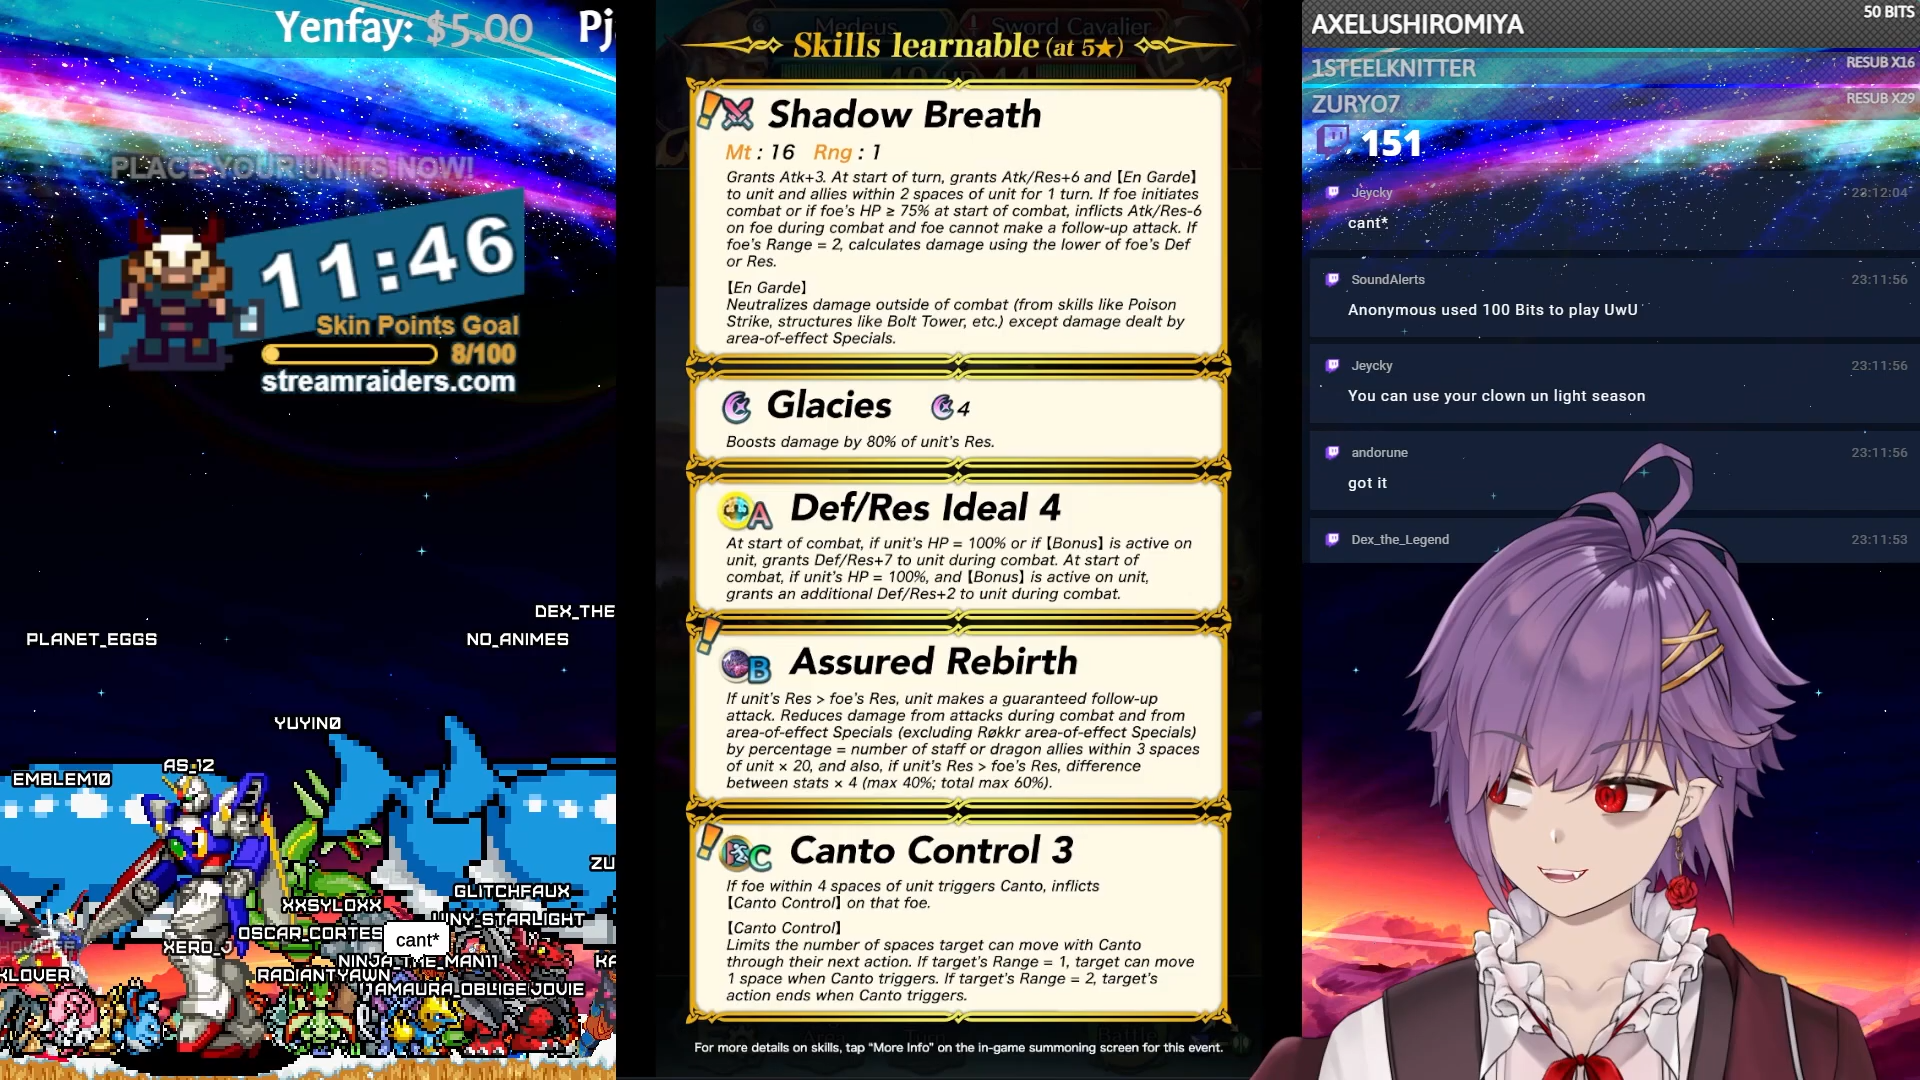 Yenfay: $5.00 Pj
PLACE YOUR UNITS NOW!
11:46
Skin Points Goal
8/100
streamraiders.com
DEX_THE
PLANET_EGGS
NO_ANIMES
YUYIN0
AS_12
EMBLEM10
ZU
GLITCHFAUX
XXSYLOXX
OSCAR_CORTES
cant*
XERO_J
NINJA_THE_MAN11
KLOVER
RADIANTYAWN
JOVIE
Medeus
Sword Cavalier
Skills learnable (at 5★)
Shadow Breath
Mt : 16 Rng : 1
Grants Atk+3. At start of turn, grants Atk/Res+6 and【En Garde】
to unit and allies within 2 spaces of unit for 1 turn. If foe initiates
combat or if foe's HP ≥ 75% at start of combat, inflicts Atk/Res-6
on foe during combat and foe cannot make a follow-up attack. If
foe's Range = 2, calculates damage using the lower of foe's Def
or Res.
【En Garde】
Neutralizes damage outside of combat (from skills like Poison
Strike, structures like Bolt Tower, etc.) except damage dealt by
area-of-effect Specials.
Glacies 4
Boosts damage by 80% of unit's Res.
A Def/Res Ideal 4
At start of combat, if unit's HP = 100% or if【Bonus】is active on
unit, grants Def/Res+7 to unit during combat. At start of
combat, if unit's HP = 100%, and【Bonus】is active on unit,
grants an additional Def/Res+2 to unit during combat.
B Assured Rebirth
If unit's Res > foe's Res, unit makes a guaranteed follow-up
attack. Reduces damage from attacks during combat and from
area-of-effect Specials (excluding Røkkr area-of-effect Specials)
by percentage = number of staff or dragon allies within 3 spaces
of unit × 20, and also, if unit's Res > foe's Res, difference
between stats × 4 (max 40%; total max 60%).
C Canto Control 3
If foe within 4 spaces of unit triggers Canto, inflicts
【Canto Control】on that foe.
【Canto Control】
Limits the number of spaces target can move with Canto
through their next action. If target's Range = 1, target can move
1 space when Canto triggers. If target's Range = 2, target's
action ends when Canto triggers.
For more details on skills, tap "More Info" on the in-game summoning screen for this event.
AXELUSHIROMIYA 50 BITS
1STEELKNITTER RESUB X16
ZURYO7 RESUB X29
151
Jeycky 23:12:04
cant*
SoundAlerts 23:11:56
Anonymous used 100 Bits to play UwU
Jeycky 23:11:56
You can use your clown un light season
andorune 23:11:56
got it
Dex_the_Legend 23:11:53